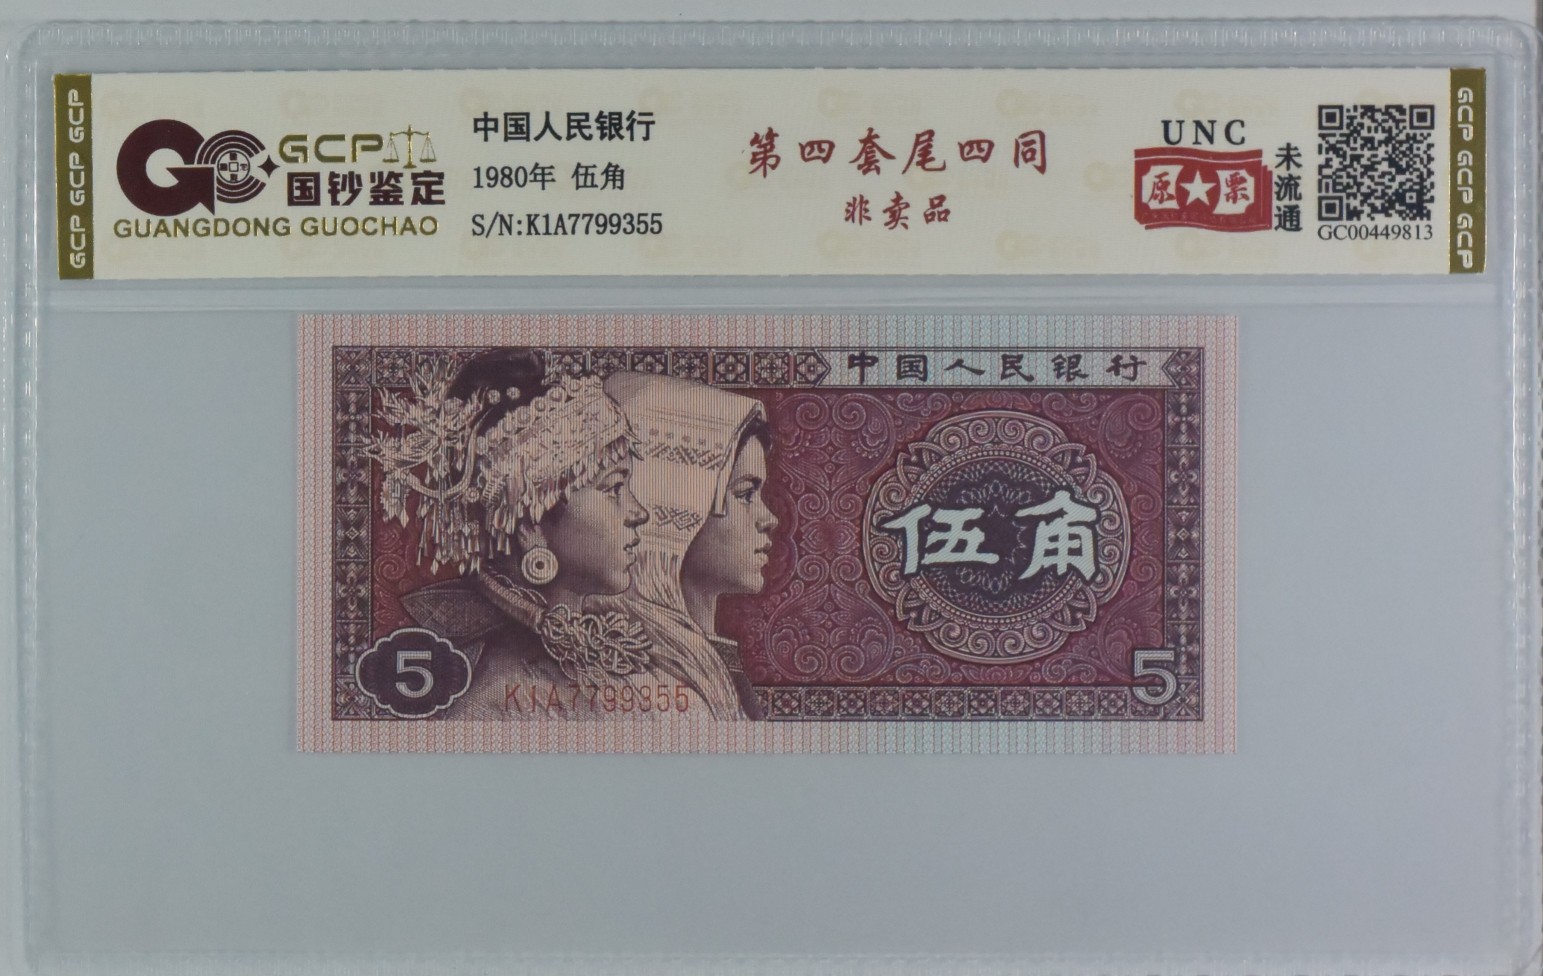 GCP GCP GCP
GCP
国钞鉴定
GUANGDONG GUOCHAO
中国人民银行
1980年 伍角
S/N:K1A7799355
第四套尾四同
非卖品
UNC
原★票
未流通
GC00449813
GCP GCP GCP
中国人民银行
伍角
5
K1A7799355
5